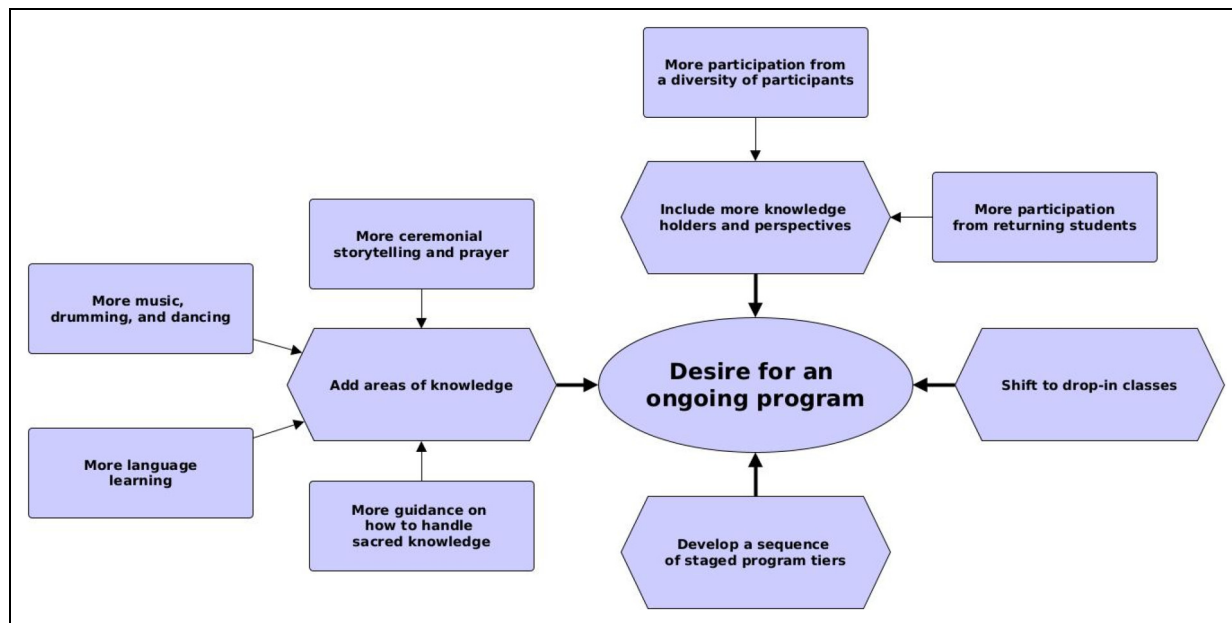 More participation from
a diversity of participants
Include more knowledge
holders and perspectives
More participation
from returning students
More ceremonial
storytelling and prayer
More music,
drumming, and dancing
Add areas of knowledge
Desire for an
ongoing program
Shift to drop-in classes
More language
learning
More guidance on
how to handle
sacred knowledge
Develop a sequence
of staged program tiers